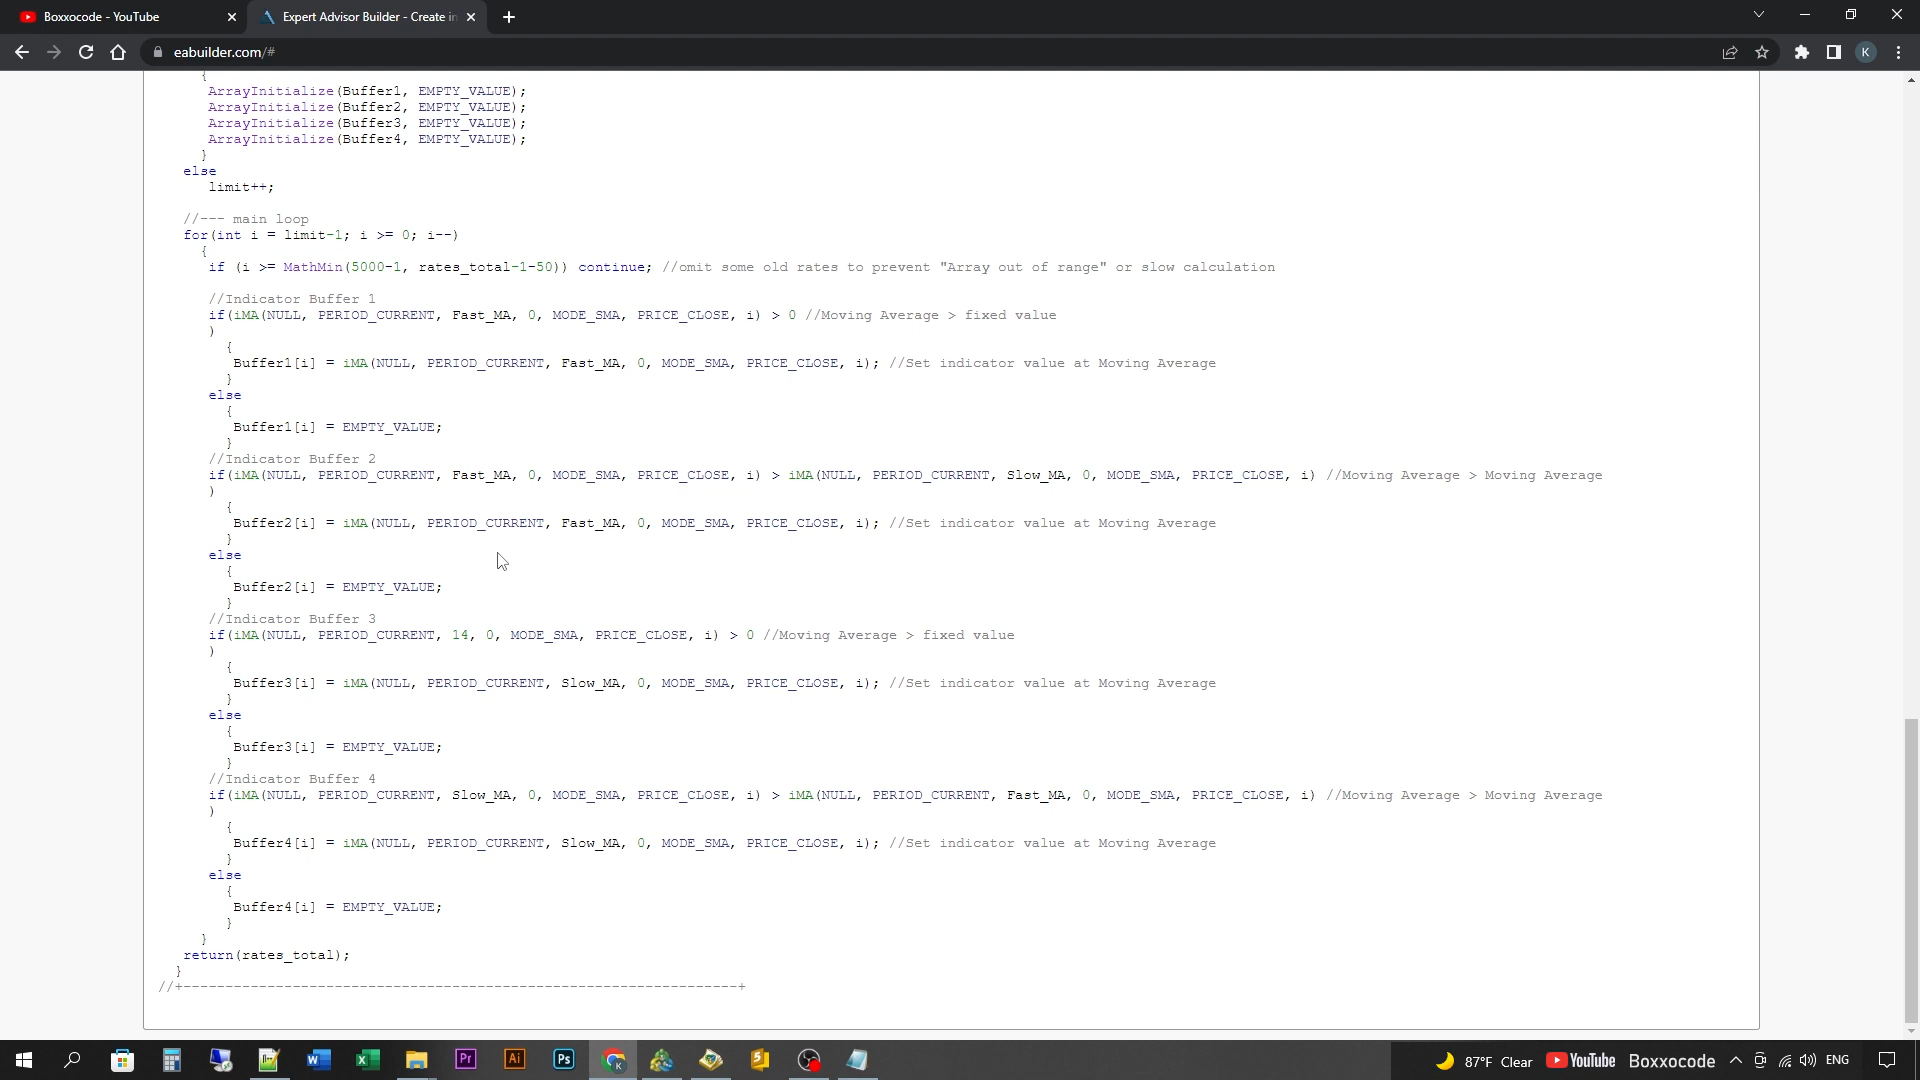 Boxxocode - YouTube
Expert Advisor Builder - Create in
eabuilder.com/#
K
{
ArrayInitialize(Buffer1, EMPTY_VALUE);
ArrayInitialize(Buffer2, EMPTY_VALUE);
ArrayInitialize(Buffer3, EMPTY_VALUE);
ArrayInitialize(Buffer4, EMPTY_VALUE);
}
else
limit++;
//--- main loop
for(int i = limit-1; i >= 0; i--)
{
if (i >= MathMin(5000-1, rates_total-1-50)) continue; //omit some old rates to prevent "Array out of range" or slow calculation
//Indicator Buffer 1
if(iMA(NULL, PERIOD_CURRENT, Fast_MA, 0, MODE_SMA, PRICE_CLOSE, i) > 0 //Moving Average > fixed value
)
{
Buffer1[i] = iMA(NULL, PERIOD_CURRENT, Fast_MA, 0, MODE_SMA, PRICE_CLOSE, i); //Set indicator value at Moving Average
}
else
{
Buffer1[i] = EMPTY_VALUE;
}
//Indicator Buffer 2
if(iMA(NULL, PERIOD_CURRENT, Fast_MA, 0, MODE_SMA, PRICE_CLOSE, i) > iMA(NULL, PERIOD_CURRENT, Slow_MA, 0, MODE_SMA, PRICE_CLOSE, i) //Moving Average > Moving Average
)
{
Buffer2[i] = iMA(NULL, PERIOD_CURRENT, Fast_MA, 0, MODE_SMA, PRICE_CLOSE, i); //Set indicator value at Moving Average
}
else
{
Buffer2[i] = EMPTY_VALUE;
}
//Indicator Buffer 3
if(iMA(NULL, PERIOD_CURRENT, 14, 0, MODE_SMA, PRICE_CLOSE, i) > 0 //Moving Average > fixed value
)
{
Buffer3[i] = iMA(NULL, PERIOD_CURRENT, Slow_MA, 0, MODE_SMA, PRICE_CLOSE, i); //Set indicator value at Moving Average
}
else
{
Buffer3[i] = EMPTY_VALUE;
}
//Indicator Buffer 4
if(iMA(NULL, PERIOD_CURRENT, Slow_MA, 0, MODE_SMA, PRICE_CLOSE, i) > iMA(NULL, PERIOD_CURRENT, Fast_MA, 0, MODE_SMA, PRICE_CLOSE, i) //Moving Average > Moving Average
)
{
Buffer4[i] = iMA(NULL, PERIOD_CURRENT, Slow_MA, 0, MODE_SMA, PRICE_CLOSE, i); //Set indicator value at Moving Average
}
else
{
Buffer4[i] = EMPTY_VALUE;
}
}
return(rates_total);
}
//+------------------------------------------------------------------+
87°F Clear YouTube Boxxocode ENG